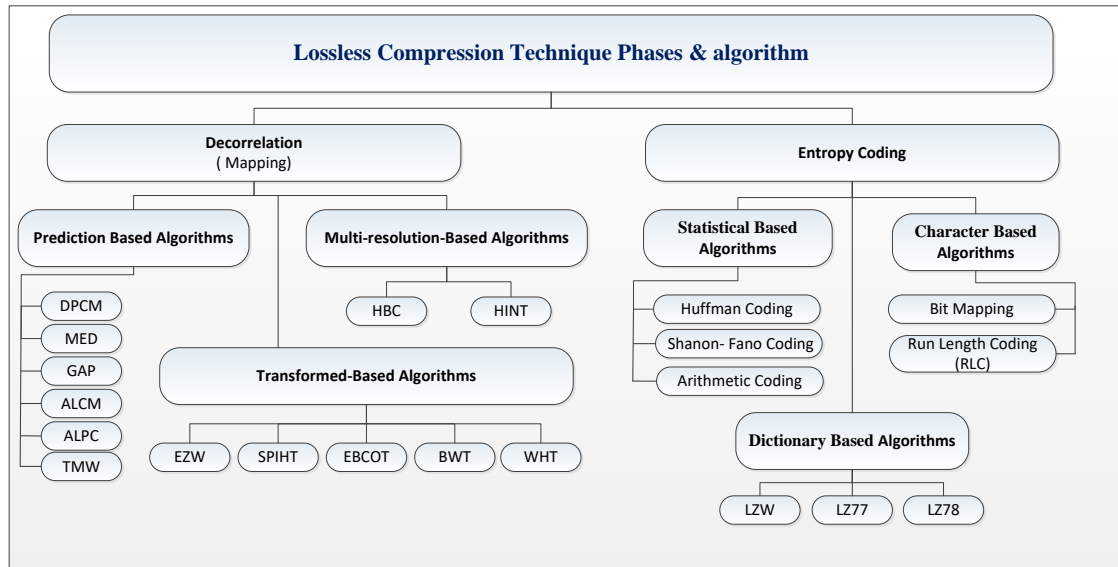 Lossless Compression Technique Phases & algorithm
Decorrelation
( Mapping)
Entropy Coding
Prediction Based Algorithms
Multi-resolution-Based Algorithms
Statistical Based
Algorithms
Character Based
Algorithms
DPCM
MED
GAP
ALCM
ALPC
TMW
HBC
HINT
Transformed-Based Algorithms
EZW
SPIHT
EBCOT
BWT
WHT
Huffman Coding
Shanon- Fano Coding
Arithmetic Coding
Bit Mapping
Run Length Coding
(RLC)
Dictionary Based Algorithms
LZW
LZ77
LZ78